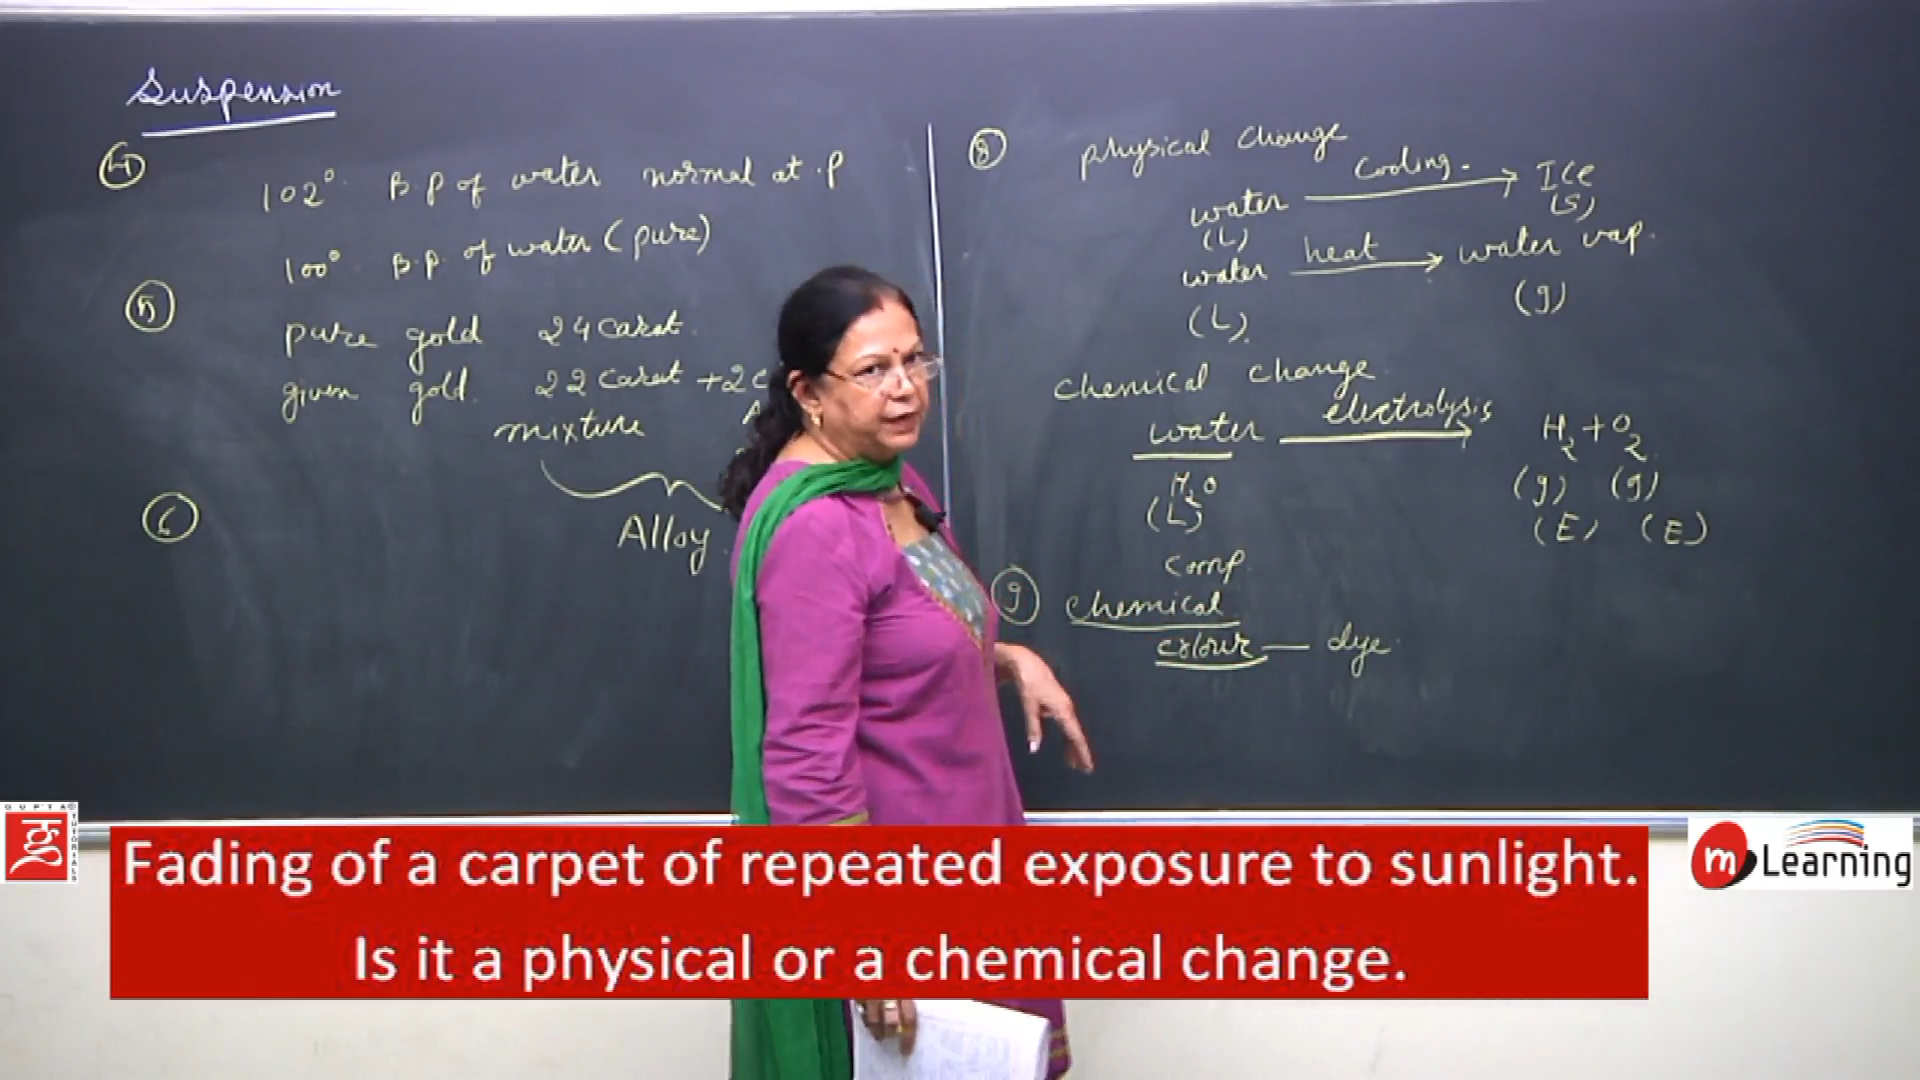 Suspension
4
102° B.P of water normal at.P
100° B.P. of water (pure)
5
pure gold 24 carat.
given gold. 22 carat + 2c
mixture A
Alloy.
6
8
physical change
water cooling. Ice
(L) (S)
water heat water vap.
(L). (g)
chemical change.
water electrolysis H2 + O2
H2O (g) (g)
(L) (E) (E)
comp.
9 chemical
colour — dye.
GUPTA TUTORIALS
Fading of a carpet of repeated exposure to sunlight.
Is it a physical or a chemical change.
m Learning